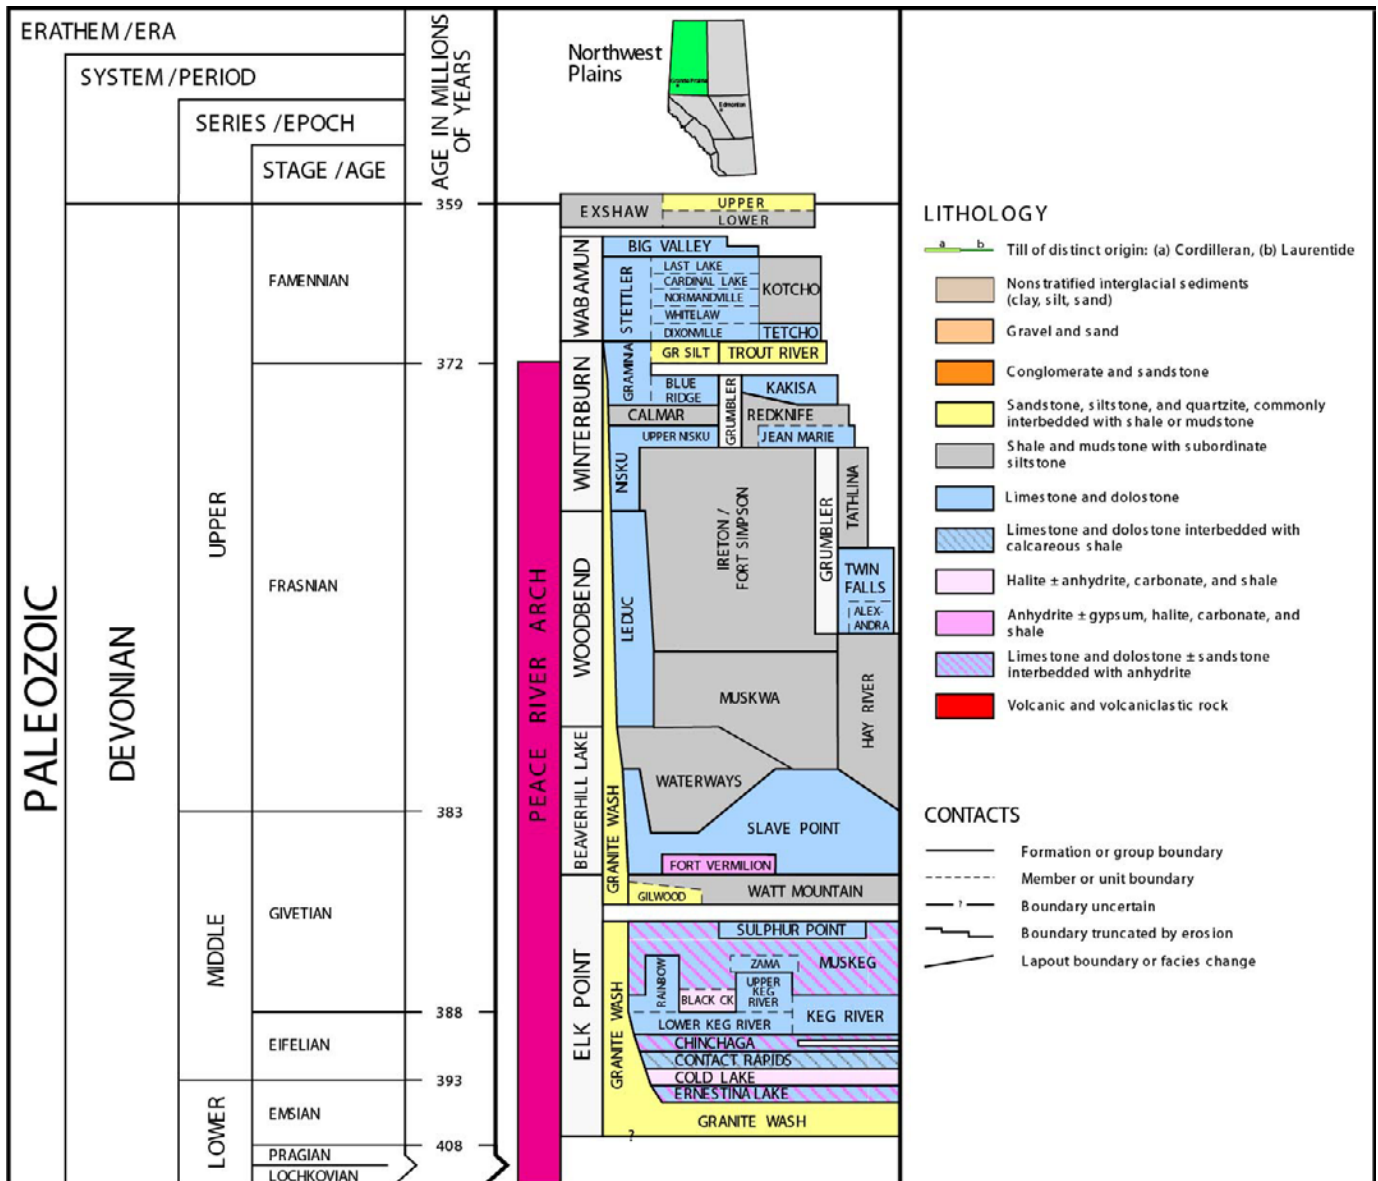 ERATHEM / ERA
SYSTEM / PERIOD
SERIES / EPOCH
STAGE / AGE
AGE IN MILLIONS
OF YEARS
Northwest
Plains
Edmonton
PALEOZOIC
DEVONIAN
UPPER
MIDDLE
LOWER
FAMENNIAN
FRASNIAN
GIVETIAN
EIFELIAN
EMSIAN
PRAGIAN
LOCHKOVIAN
359
372
383
388
393
408
PEACE RIVER ARCH
WABAMUN
WINTERBURN
WOODBEND
BEAVERHILL LAKE
ELK POINT
EXSHAW
UPPER
LOWER
BIG VALLEY
STETTLER
LAST LAKE
CARDINAL LAKE
NORMANDVILLE
WHITELAW
DIXONVILLE
KOTCHO
TETCHO
GRAMINA
GR SILT
TROUT RIVER
BLUE
RIDGE
GRUMBLER
KAKISA
CALMAR
REDKNIFE
UPPER NISKU
JEAN MARIE
NISKU
IRETON /
FORT SIMPSON
GRUMBLER
TATHLINA
TWIN
FALLS
ALEX-
ANDRA
LEDUC
MUSKWA
HAY RIVER
WATERWAYS
SLAVE POINT
GRANITE WASH
FORT VERMILION
WATT MOUNTAIN
GILWOOD
SULPHUR POINT
MUSKEG
ZAMA
RAINBOW
BLACK CK
UPPER
KEG
RIVER
KEG RIVER
LOWER KEG RIVER
GRANITE WASH
CHINCHAGA
CONTACT RAPIDS
COLD LAKE
ERNESTINA LAKE
GRANITE WASH
?
LITHOLOGY
a b
Till of distinct origin: (a) Cordilleran, (b) Laurentide
Nonstratified interglacial sediments
(clay, silt, sand)
Gravel and sand
Conglomerate and sandstone
Sandstone, siltstone, and quartzite, commonly
interbedded with shale or mudstone
Shale and mudstone with subordinate
siltstone
Limestone and dolostone
Limestone and dolostone interbedded with
calcareous shale
Halite ± anhydrite, carbonate, and shale
Anhydrite ± gypsum, halite, carbonate, and
shale
Limestone and dolostone ± sandstone
interbedded with anhydrite
Volcanic and volcaniclastic rock
CONTACTS
Formation or group boundary
Member or unit boundary
?
Boundary uncertain
Boundary truncated by erosion
Lapout boundary or facies change